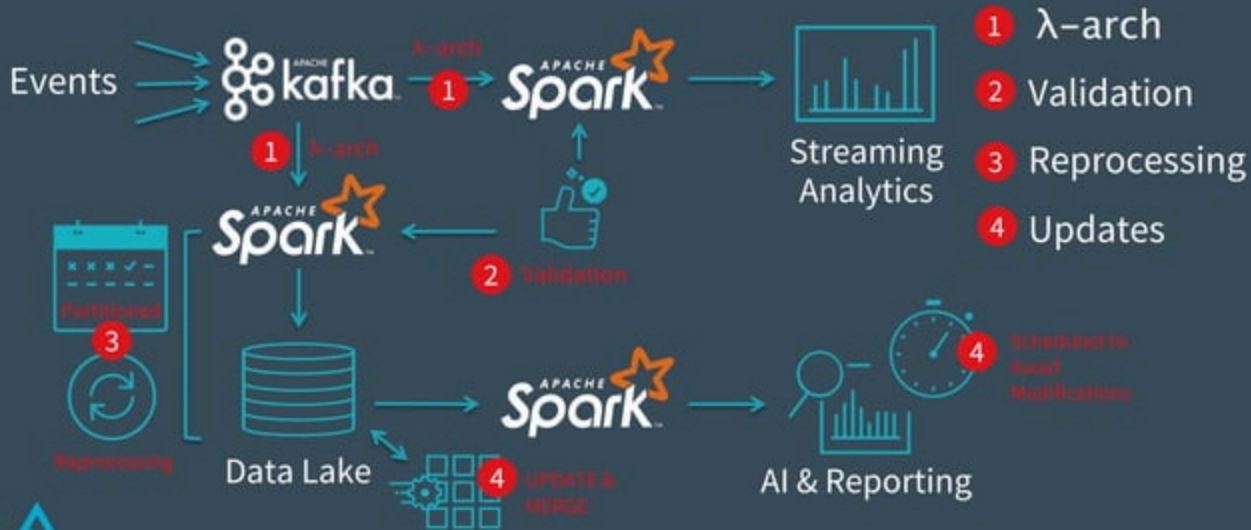 Events
APACHE
kafka
λ-arch
1
APACHE
Spark
Streaming
Analytics
1 λ-arch
2 Validation
3 Reprocessing
4 Updates
1 λ-arch
APACHE
Spark
2 Validation
Partitioned
3
Reprocessing
Data Lake
4 UPDATE &
MERGE
APACHE
Spark
AI & Reporting
4
Scheduled to
Avoid
Modifications